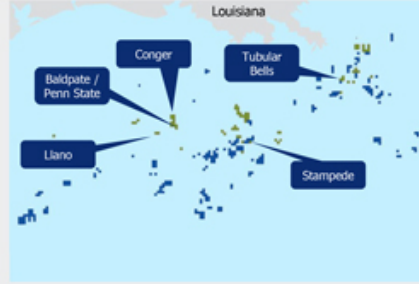 Louisiana
Conger
Tubular
Bells
Baldpate /
Penn State
Llano
Stampede